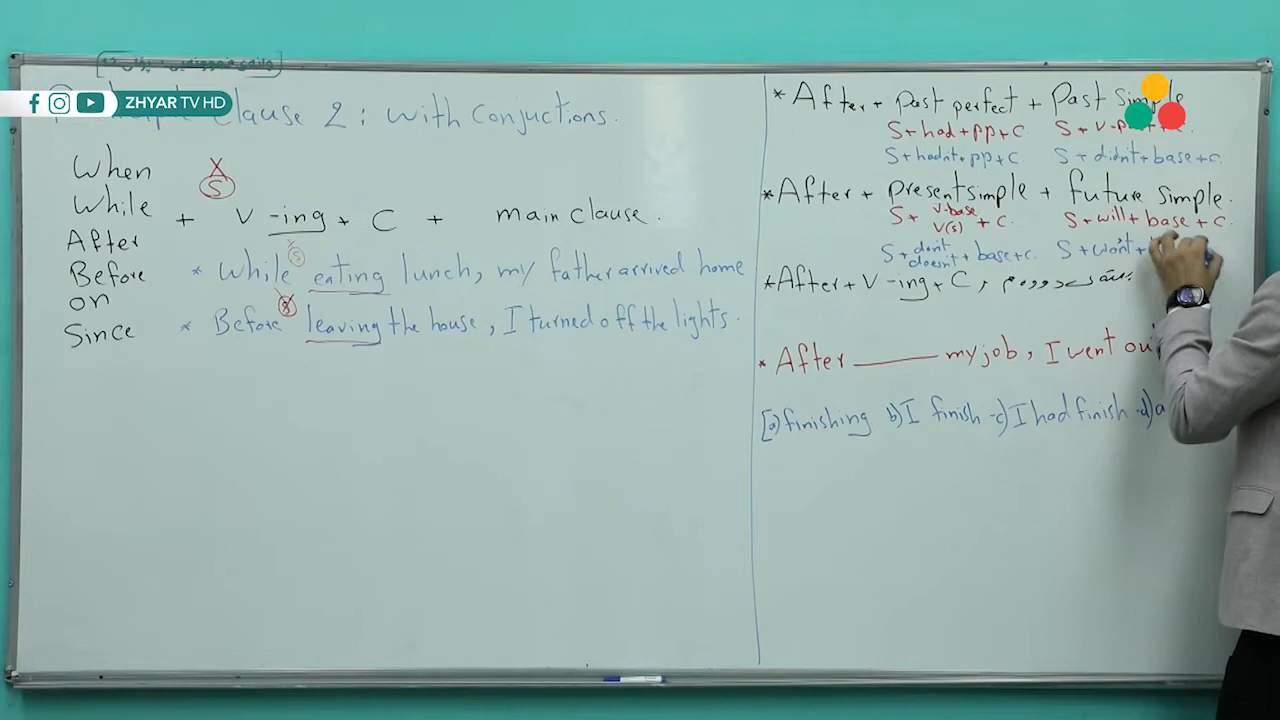 ZHYAR TV HD
Clause 2 : with Conjuctions.
When
While
After
Before
on
Since
S
+ V -ing + C + main clause.
* While eating lunch, my father arrived home
* Before leaving the house, I turned off the lights.
* After + Past perfect + Past Simple
S + had + pp + C
S + hadn't + pp + C. S + didn't + base + c.
* After + present simple + future simple.
S + V-base V(s) + C. S + will + base + C.
S + don't doesn't + base + c. S + won't +
* After + V -ing + C ,
* After ______ my job, I went
[a) finishing b) I finish -c) I had finish -d)